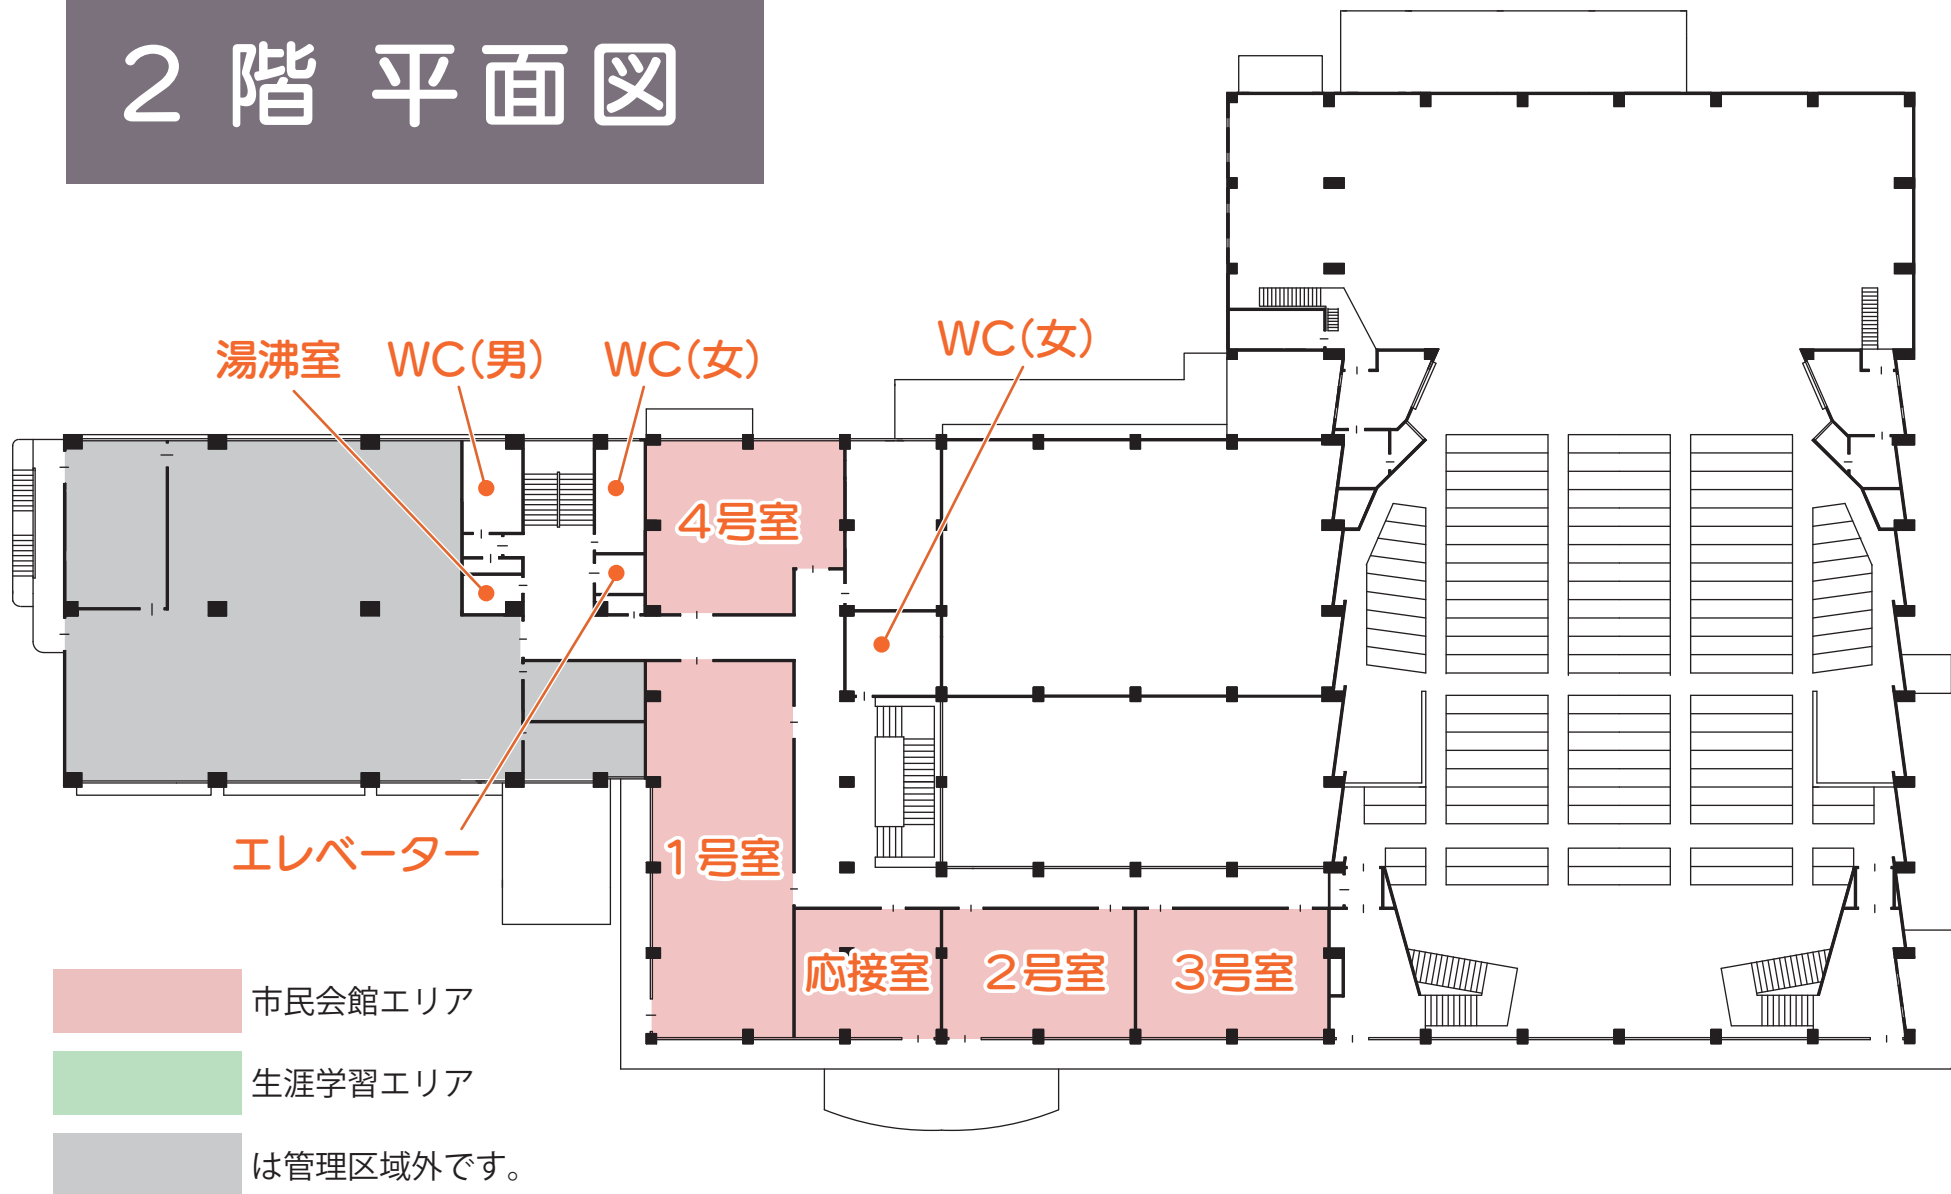 2階 平面図
湯沸室
WC(男)
WC(女)
WC(女)
4号室
エレベーター
1号室
応接室
2号室
3号室
市民会館エリア
生涯学習エリア
は管理区域外です。